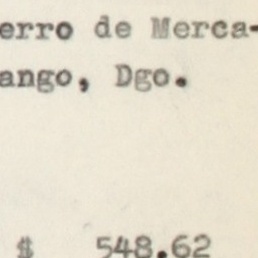 erro de Merca-
ango, Dgo.
$ 548.62